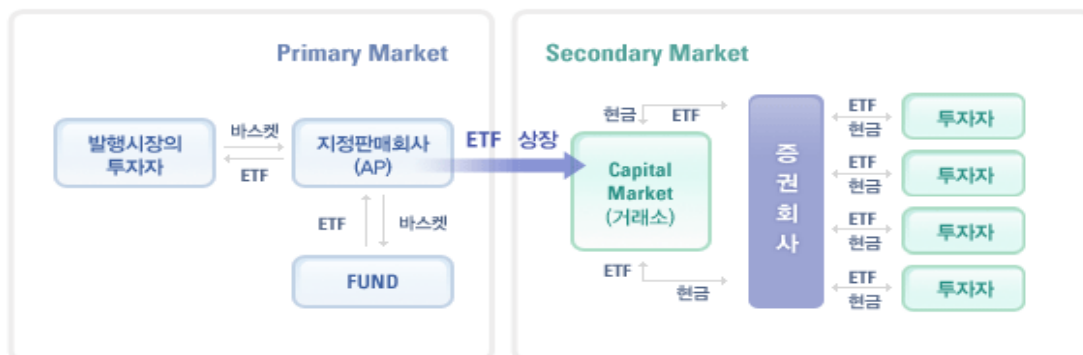 Primary Market
발행시장의
투자자
바스켓
ETF
지정판매회사
(AP)
ETF
바스켓
FUND
ETF 상장
Secondary Market
현금
ETF
Capital
Market
(거래소)
ETF
현금
증
권
회
사
ETF
현금
투자자
ETF
현금
투자자
ETF
현금
투자자
ETF
현금
투자자